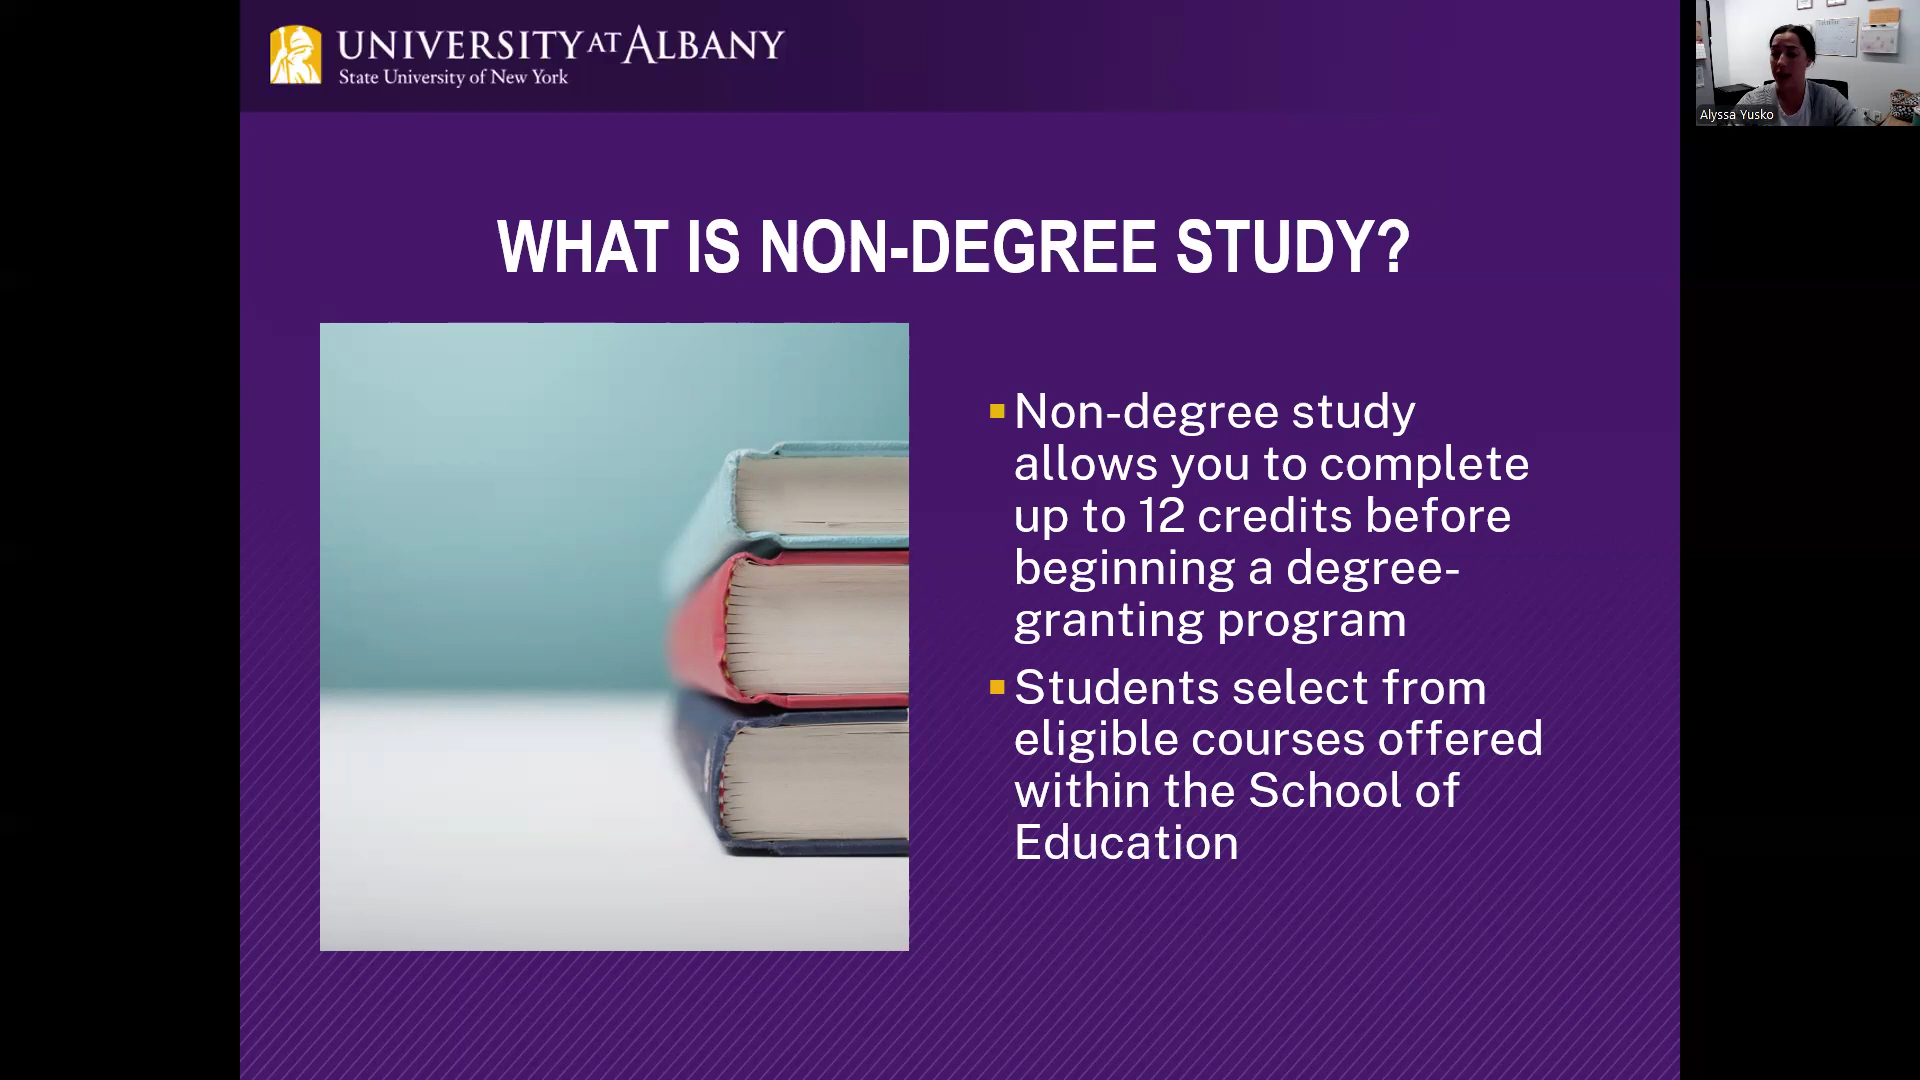 UNIVERSITY AT ALBANY
State University of New York
Alyssa Yusko
WHAT IS NON-DEGREE STUDY?
Non-degree study
allows you to complete
up to 12 credits before
beginning a degree-
granting program
Students select from
eligible courses offered
within the School of
Education